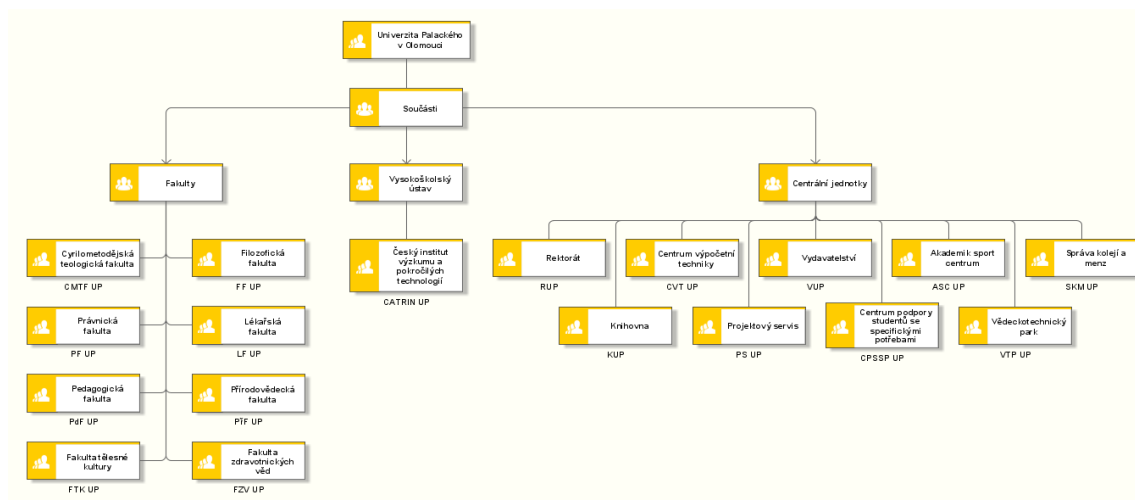 Univerzita Palackého
v Olomouci
Součásti
Fakulty
Vysokoškolský
ústav
Centrální jednotky
Cyrilometodějská
teologická fakulta
CMTF UP
Filozofická
fakulta
FF UP
Český institut
výzkumu a
pokročilých
technologií
CATRIN UP
Rektorát
RUP
Centrum výpočetní
techniky
CVT UP
Vydavatelství
VUP
Akademik sport
centrum
ASC UP
Správa kolejí a
menz
SKM UP
Právnická
fakulta
PF UP
Lékařská
fakulta
LF UP
Knihovna
KUP
Projektový servis
PS UP
Centrum podpory
studentů se
specifickými
potřebami
CPSSP UP
Vědeckotechnický
park
VTP UP
Pedagogická
fakulta
PdF UP
Přírodovědecká
fakulta
PřF UP
Fakulta tělesné
kultury
FTK UP
Fakulta
zdravotnických
věd
FZV UP